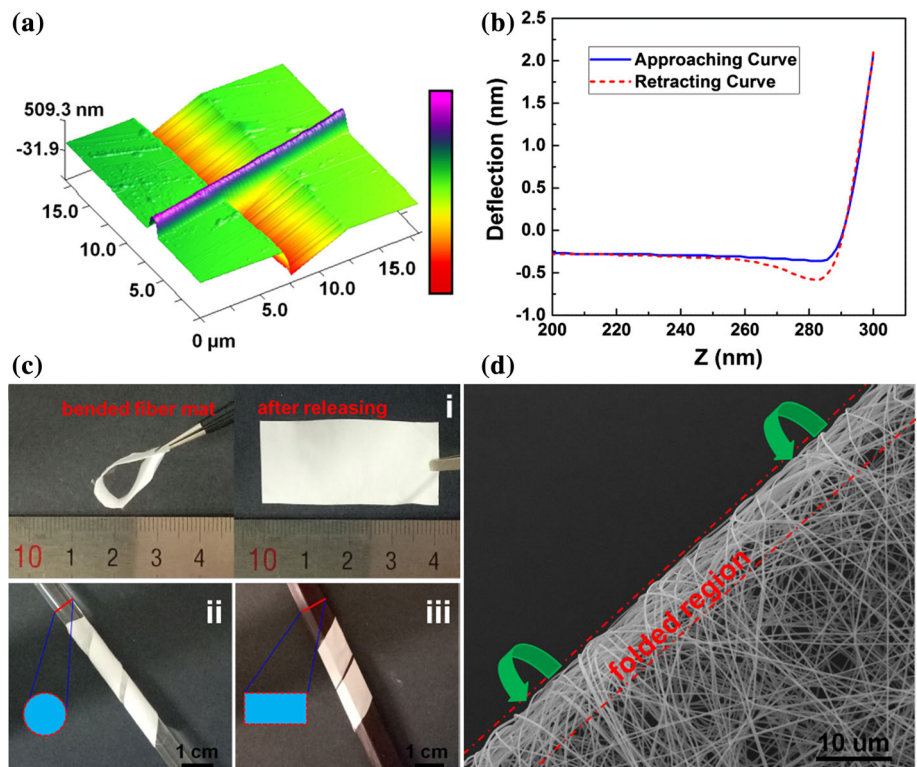 (a)
509.3 nm
-31.9
15.0
10.0
5.0
0 µm
5.0
10.0
15.0
(b)
Deflection (nm)
2.5
2.0
1.5
1.0
0.5
0.0
-0.5
-1.0
Approaching Curve
Retracting Curve
200 220 240 260 280 300
Z (nm)
(c)
bended fiber mat
after releasing
i
10 1 2 3 4
10 1 2 3 4
ii
1 cm
iii
1 cm
(d)
folded region
10 um